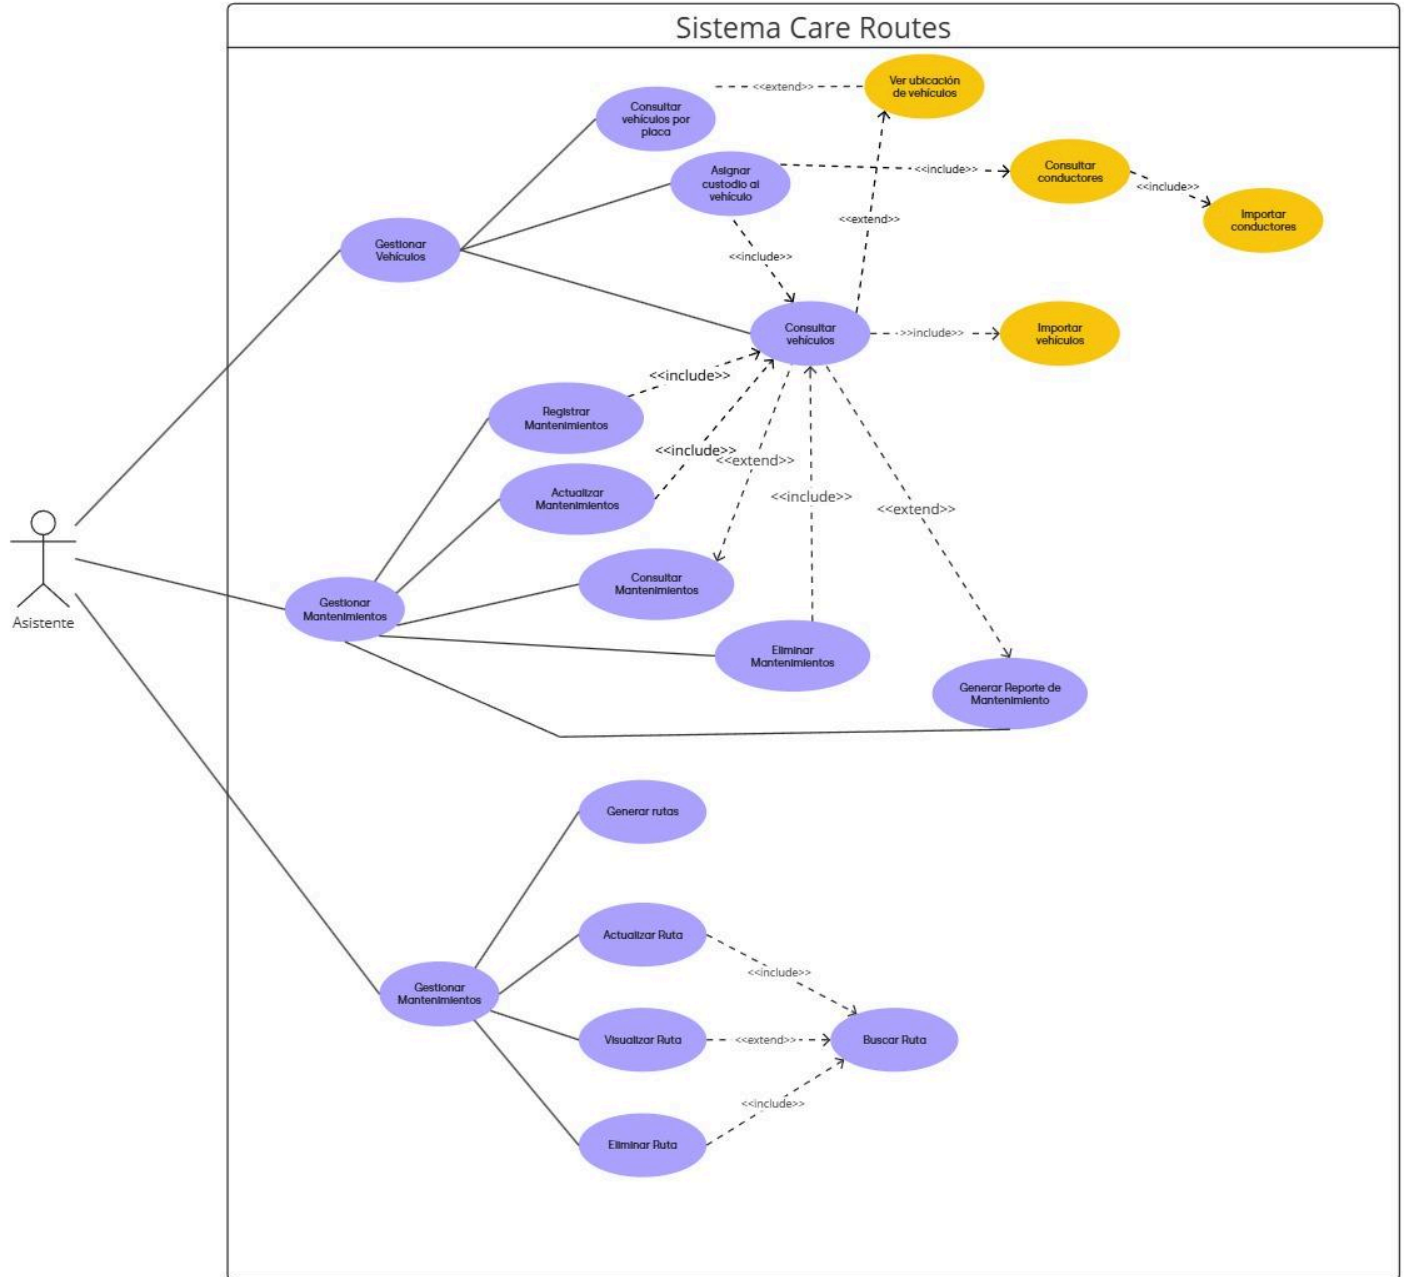 Sistema Care Routes
Ver ubicación
de vehículos
<<extend>>
Consultar
vehículos por
placa
Asignar
custodio al
vehículo
<<include>>
Consultar
conductores
<<include>>
Importar
conductores
<<extend>>
Gestionar
Vehículos
<<include>>
Consultar
vehículos
>>include>>
Importar
vehículos
<<include>>
Registrar
Mantenimientos
<<include>>
<<extend>>
Actualizar
Mantenimientos
<<include>>
<<extend>>
Consultar
Mantenimientos
Gestionar
Mantenimientos
Asistente
Eliminar
Mantenimientos
Generar Reporte de
Mantenimiento
Generar rutas
Actualizar Ruta
<<include>>
Gestionar
Mantenimientos
Visualizar Ruta
<<extend>>
Buscar Ruta
<<include>>
Eliminar Ruta